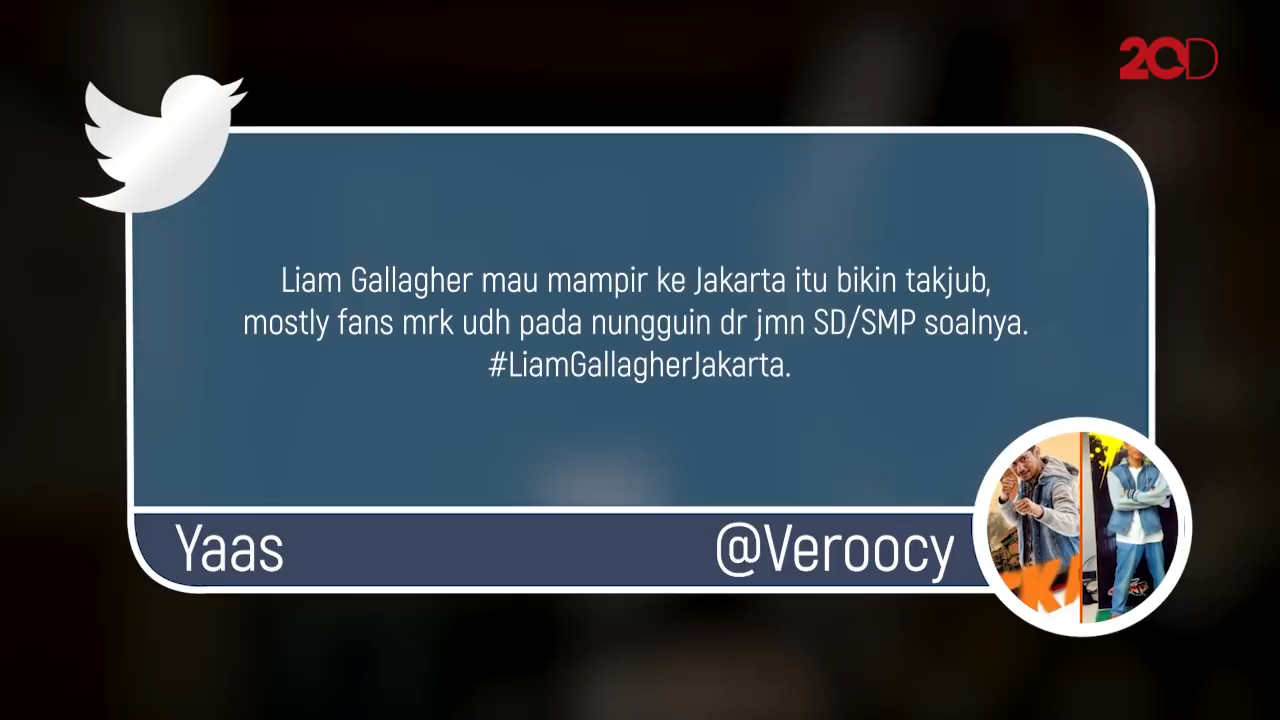 20D
Liam Gallagher mau mampir ke Jakarta itu bikin takjub,
mostly fans mrk udh pada nungguin dr jmn SD/SMP soalnya.
#LiamGallagherJakarta.
Yaas
@Veroocy